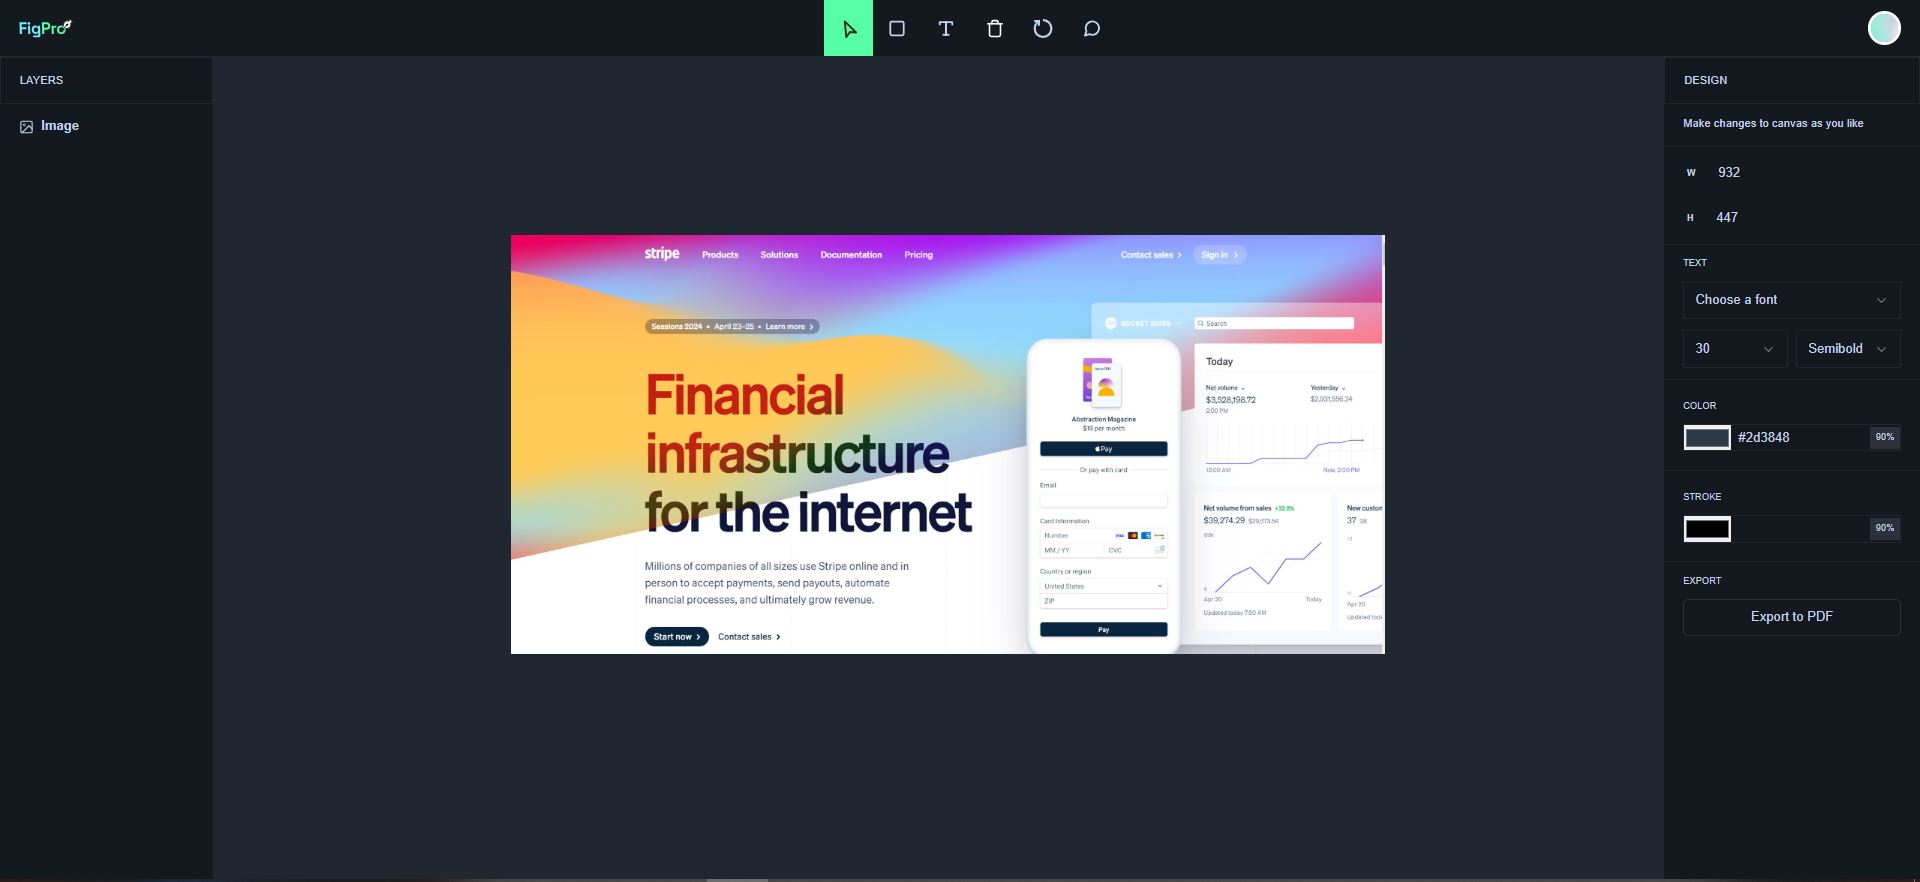 FigPro
LAYERS
Image
stripe Products Solutions Documentation Pricing Contact sales Sign in
Sessions 2024 • April 23-25 • Learn more
Financial
infrastructure
for the internet
Millions of companies of all sizes use Stripe online and in
person to accept payments, send payouts, automate
financial processes, and ultimately grow revenue.
Start now Contact sales
ROCKET RIDES Search
Abstraction Magazine
$19 per month
Pay
Or pay with card
Email
Card information
Number VISA
MM / YY CVC
Country or region
United States
ZIP
Pay
Today
Net volume Yesterday
$3,528,198.72 $2,931,556.34
2:00 PM
12:00 AM Now, 2:00 PM
Net volume from sales +32.8%
$39,274.29 $29,573.54
0
Apr 20 Today
Updated today 7:50 AM
New custon
37 28
12
0
Apr 20
Updated toda
DESIGN
Make changes to canvas as you like
W 932
H 447
TEXT
Choose a font
30 Semibold
COLOR
#2d3848 90%
STROKE
90%
EXPORT
Export to PDF